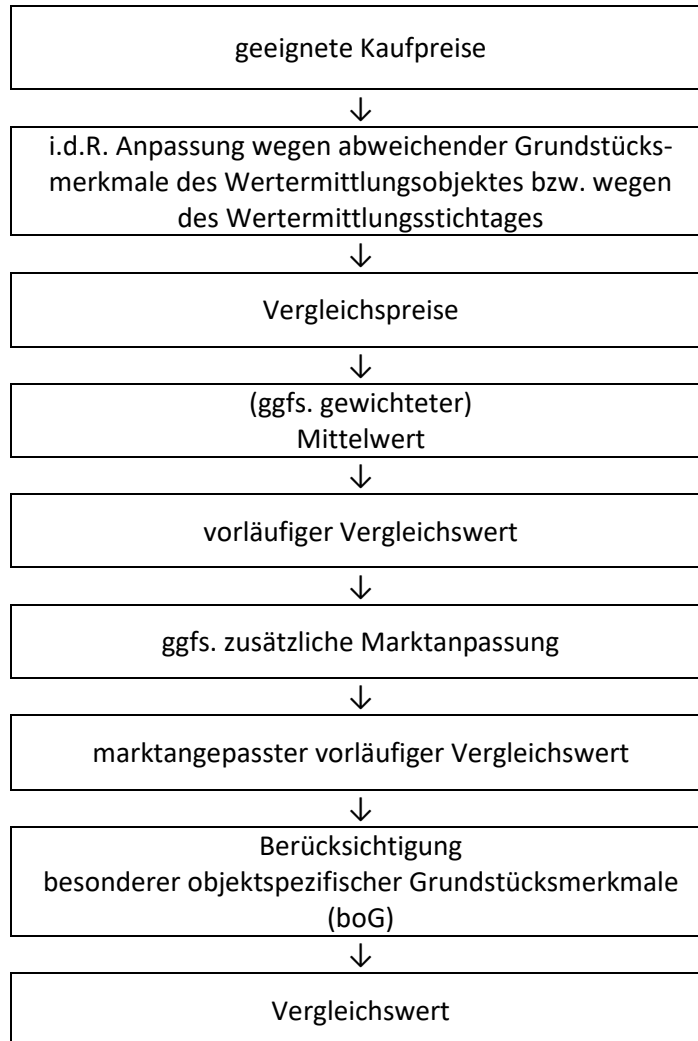 geeignete Kaufpreise
↓
i.d.R. Anpassung wegen abweichender Grundstücks-
merkmale des Wertermittlungsobjektes bzw. wegen
des Wertermittlungsstichtages
↓
Vergleichspreise
↓
(ggfs. gewichteter)
Mittelwert
↓
vorläufiger Vergleichswert
↓
ggfs. zusätzliche Marktanpassung
↓
marktangepasster vorläufiger Vergleichswert
↓
Berücksichtigung
besonderer objektspezifischer Grundstücksmerkmale
(boG)
↓
Vergleichswert